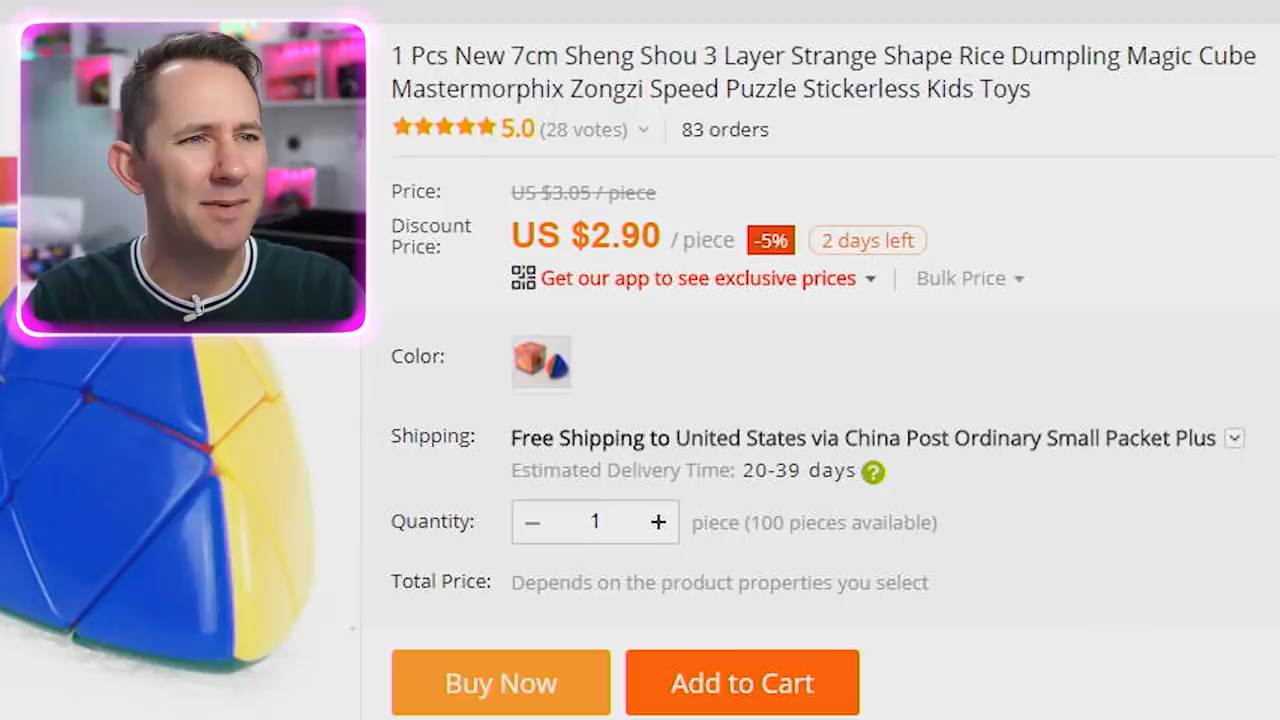 1 Pcs New 7cm Sheng Shou 3 Layer Strange Shape Rice Dumpling Magic Cube
Mastermorphix Zongzi Speed Puzzle Stickerless Kids Toys
5.0 (28 votes) 83 orders
Price: US $3.05 / piece
Discount
Price: US $2.90 / piece -5% 2 days left
Get our app to see exclusive prices Bulk Price
Color:
Shipping: Free Shipping to United States via China Post Ordinary Small Packet Plus
Estimated Delivery Time: 20-39 days ?
Quantity: − 1 + piece (100 pieces available)
Total Price: Depends on the product properties you select
Buy Now Add to Cart